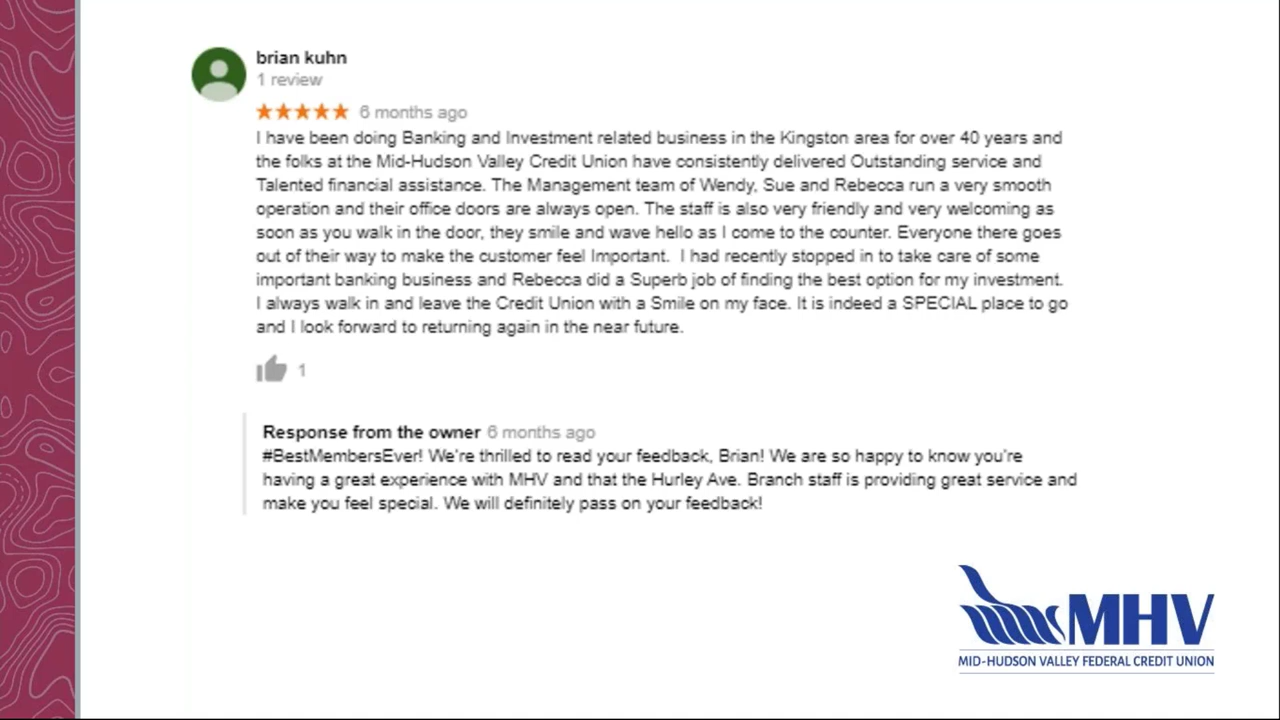 brian kuhn
1 review
6 months ago
I have been doing Banking and Investment related business in the Kingston area for over 40 years and
the folks at the Mid-Hudson Valley Credit Union have consistently delivered Outstanding service and
Talented financial assistance. The Management team of Wendy, Sue and Rebecca run a very smooth
operation and their office doors are always open. The staff is also very friendly and very welcoming as
soon as you walk in the door, they smile and wave hello as I come to the counter. Everyone there goes
out of their way to make the customer feel Important. I had recently stopped in to take care of some
important banking business and Rebecca did a Superb job of finding the best option for my investment.
I always walk in and leave the Credit Union with a Smile on my face. It is indeed a SPECIAL place to go
and I look forward to returning again in the near future.
1
Response from the owner 6 months ago
#BestMembersEver! We're thrilled to read your feedback, Brian! We are so happy to know you're
having a great experience with MHV and that the Hurley Ave. Branch staff is providing great service and
make you feel special. We will definitely pass on your feedback!
MHV
MID-HUDSON VALLEY FEDERAL CREDIT UNION